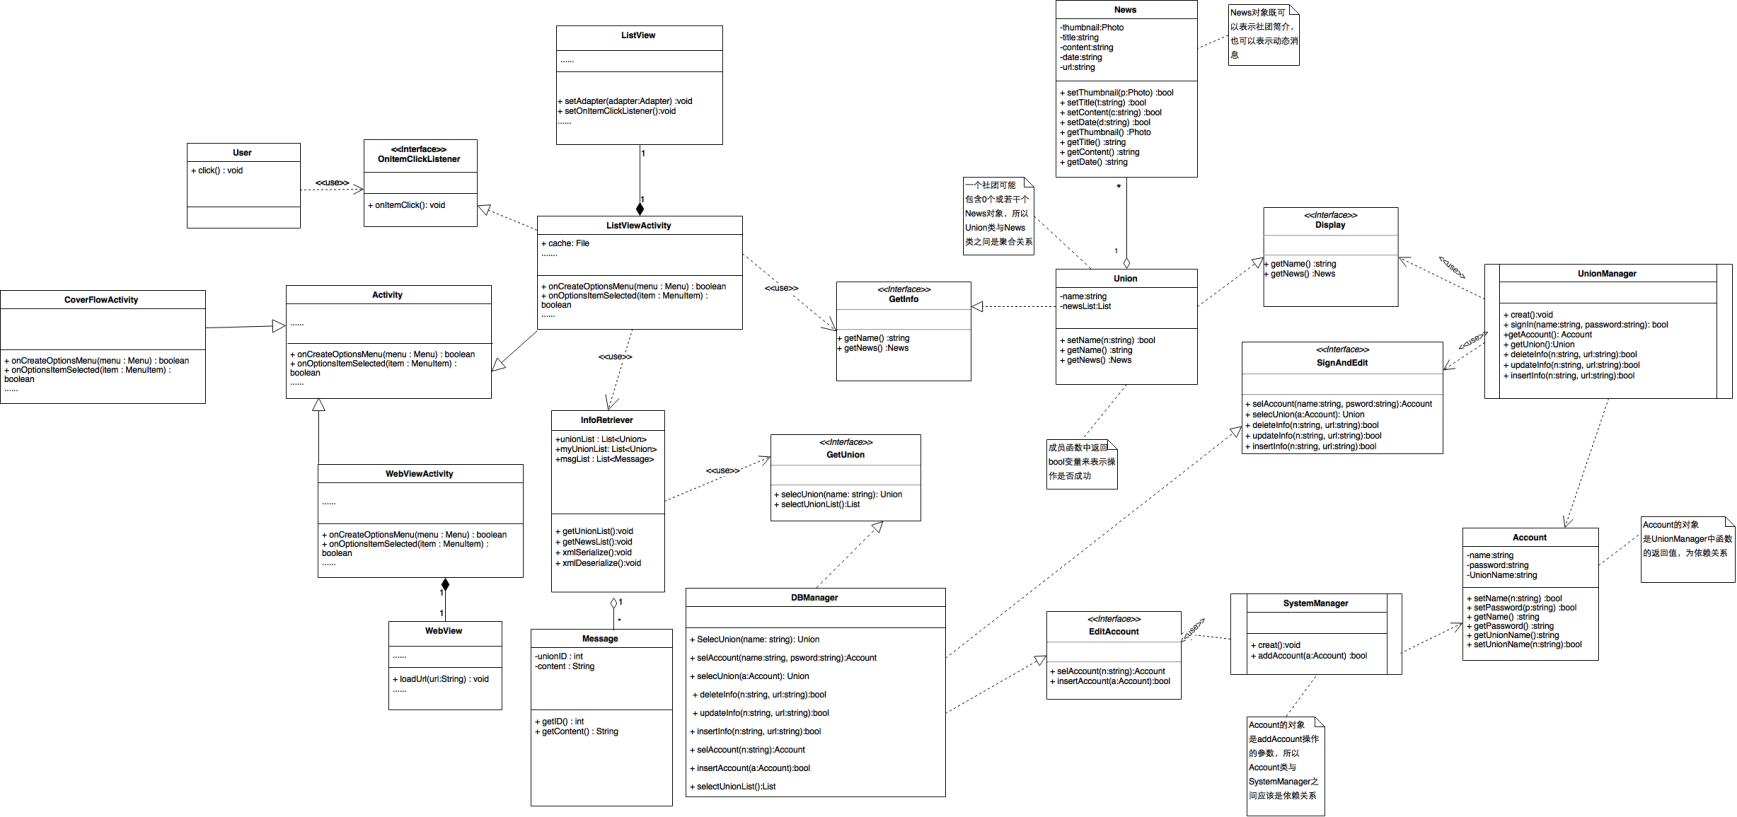 News
-thumbnail:Photo
-title:string
-content:string
-date:string
-url:string
+ setThumbnail(p:Photo) :bool
+ setTitle(t:string) :bool
+ setContent(c:string) :bool
+ setDate(d:string) :bool
+ getThumbnail() :Photo
+ getTitle() :string
+ getContent() :string
+ getDate() :string
News对象既可
以表示社团简介，
也可以表示动态消
息
ListView
......
+ setAdapter(adapter:Adapter) :void
+ setOnItemClickListener():void
......
1
1
User
+ click() : void
<<use>>
<<Interface>>
OnItemClickListener
+ onItemClick(): void
ListViewActivity
+ cache: File
.......
+ onCreateOptionsMenu(menu : Menu) : boolean
+ onOptionsItemSelected(item : MenuItem) :
boolean
......
<<use>>
<<use>>
一个社团可能
包含0个或若干个
News对象，所以
Union类与News
类之间是聚合关系
*
1
<<Interface>>
Display
+ getName() :string
+ getNews() :News
<<use>>
UnionManager
+ creat():void
+ signIn(name:string, password:string): bool
+getAccount(): Account
+ getUnion():Union
+ deleteInfo(n:string, url:string):bool
+ updateInfo(n:string, url:string):bool
+ insertInfo(n:string, url:string):bool
<<use>>
CoverFlowActivity
+ onCreateOptionsMenu(menu : Menu) : boolean
+ onOptionsItemSelected(item : MenuItem) :
boolean
......
Activity
......
+ onCreateOptionsMenu(menu : Menu) : boolean
+ onOptionsItemSelected(item : MenuItem) :
boolean
......
<<Interface>>
GetInfo
+ getName() :string
+ getNews() :News
Union
-name:string
-newsList:List
+ setName(n:string) :bool
+ getName() :string
+ getNews() :News
<<Interface>>
SignAndEdit
+ selAccount(name:string, psword:string):Account
+ selecUnion(a:Account): Union
+ deleteInfo(n:string, url:string):bool
+ updateInfo(n:string, url:string):bool
+ insertInfo(n:string, url:string):bool
InfoRetriever
+unionList : List<Union>
+myUnionList: List<Union>
+msgList : List<Message>
+ getUnionList():void
+ getNewsList():void
+ xmlSerialize():void
+ xmlDeserialize():void
<<use>>
<<Interface>>
GetUnion
+ selecUnion(name: string): Union
+ selectUnionList():List
成员函数中返回
bool变量来表示操
作是否成功
WebViewActivity
......
+ onCreateOptionsMenu(menu : Menu) : boolean
+ onOptionsItemSelected(item : MenuItem) :
boolean
......
1
1
WebView
......
+ loadUrl(url:String) : void
......
1
*
Message
-unionID : int
-content : String
+ getID() : int
+ getContent() : String
DBManager
+ SelecUnion(name: string): Union
+ selAccount(name:string, psword:string):Account
+ selecUnion(a:Account): Union
+ deleteInfo(n:string, url:string):bool
+ updateInfo(n:string, url:string):bool
+ insertInfo(n:string, url:string):bool
+ selAccount(n:string):Account
+ insertAccount(a:Account):bool
+ selectUnionList():List
<<Interface>>
EditAccount
+ selAccount(n:string):Account
+ insertAccount(a:Account):bool
<<use>>
SystemManager
+ creat():void
+ addAccount(a:Account) :bool
Account
-name:string
-password:string
-UnionName:string
+ setName(n:string) :bool
+ setPassword(p:string) :bool
+ getName() :string
+ getPassword() :string
+ getUnionName():string
+ setUnionName(n:string):bool
Account的对象
是UnionManager中函数
的返回值，为依赖关系
Account的对象
是addAccount操作
的参数，所以
Account类与
SystemManager之
间应该是依赖关系